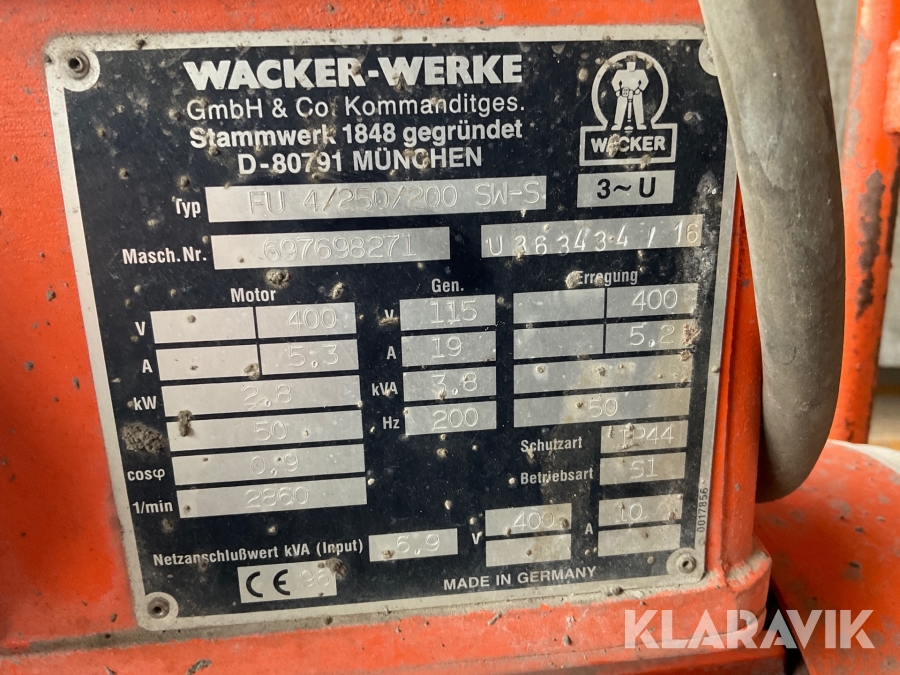 WACKER-WERKE
GmbH & Co. Kommanditges.
Stammwerk 1848 gegründet
D-80791 MÜNCHEN
WACKER
3~U
Typ FU 4/250/200 SW-S
Masch. Nr. 697698271 U 363434 / 16
Motor Gen. Erregung
V 400 V 115 400
A 5.3 A 19 5.2
kW 2.8 kVA 3.8
50 Hz 200 50
cosφ 0.9 Schutzart IP44
1/min 2860 Betriebsart S1
Netzanschlußwert kVA (Input) 6.9 V 400 A
CE 96 MADE IN GERMANY
0017856
KLARAVIK